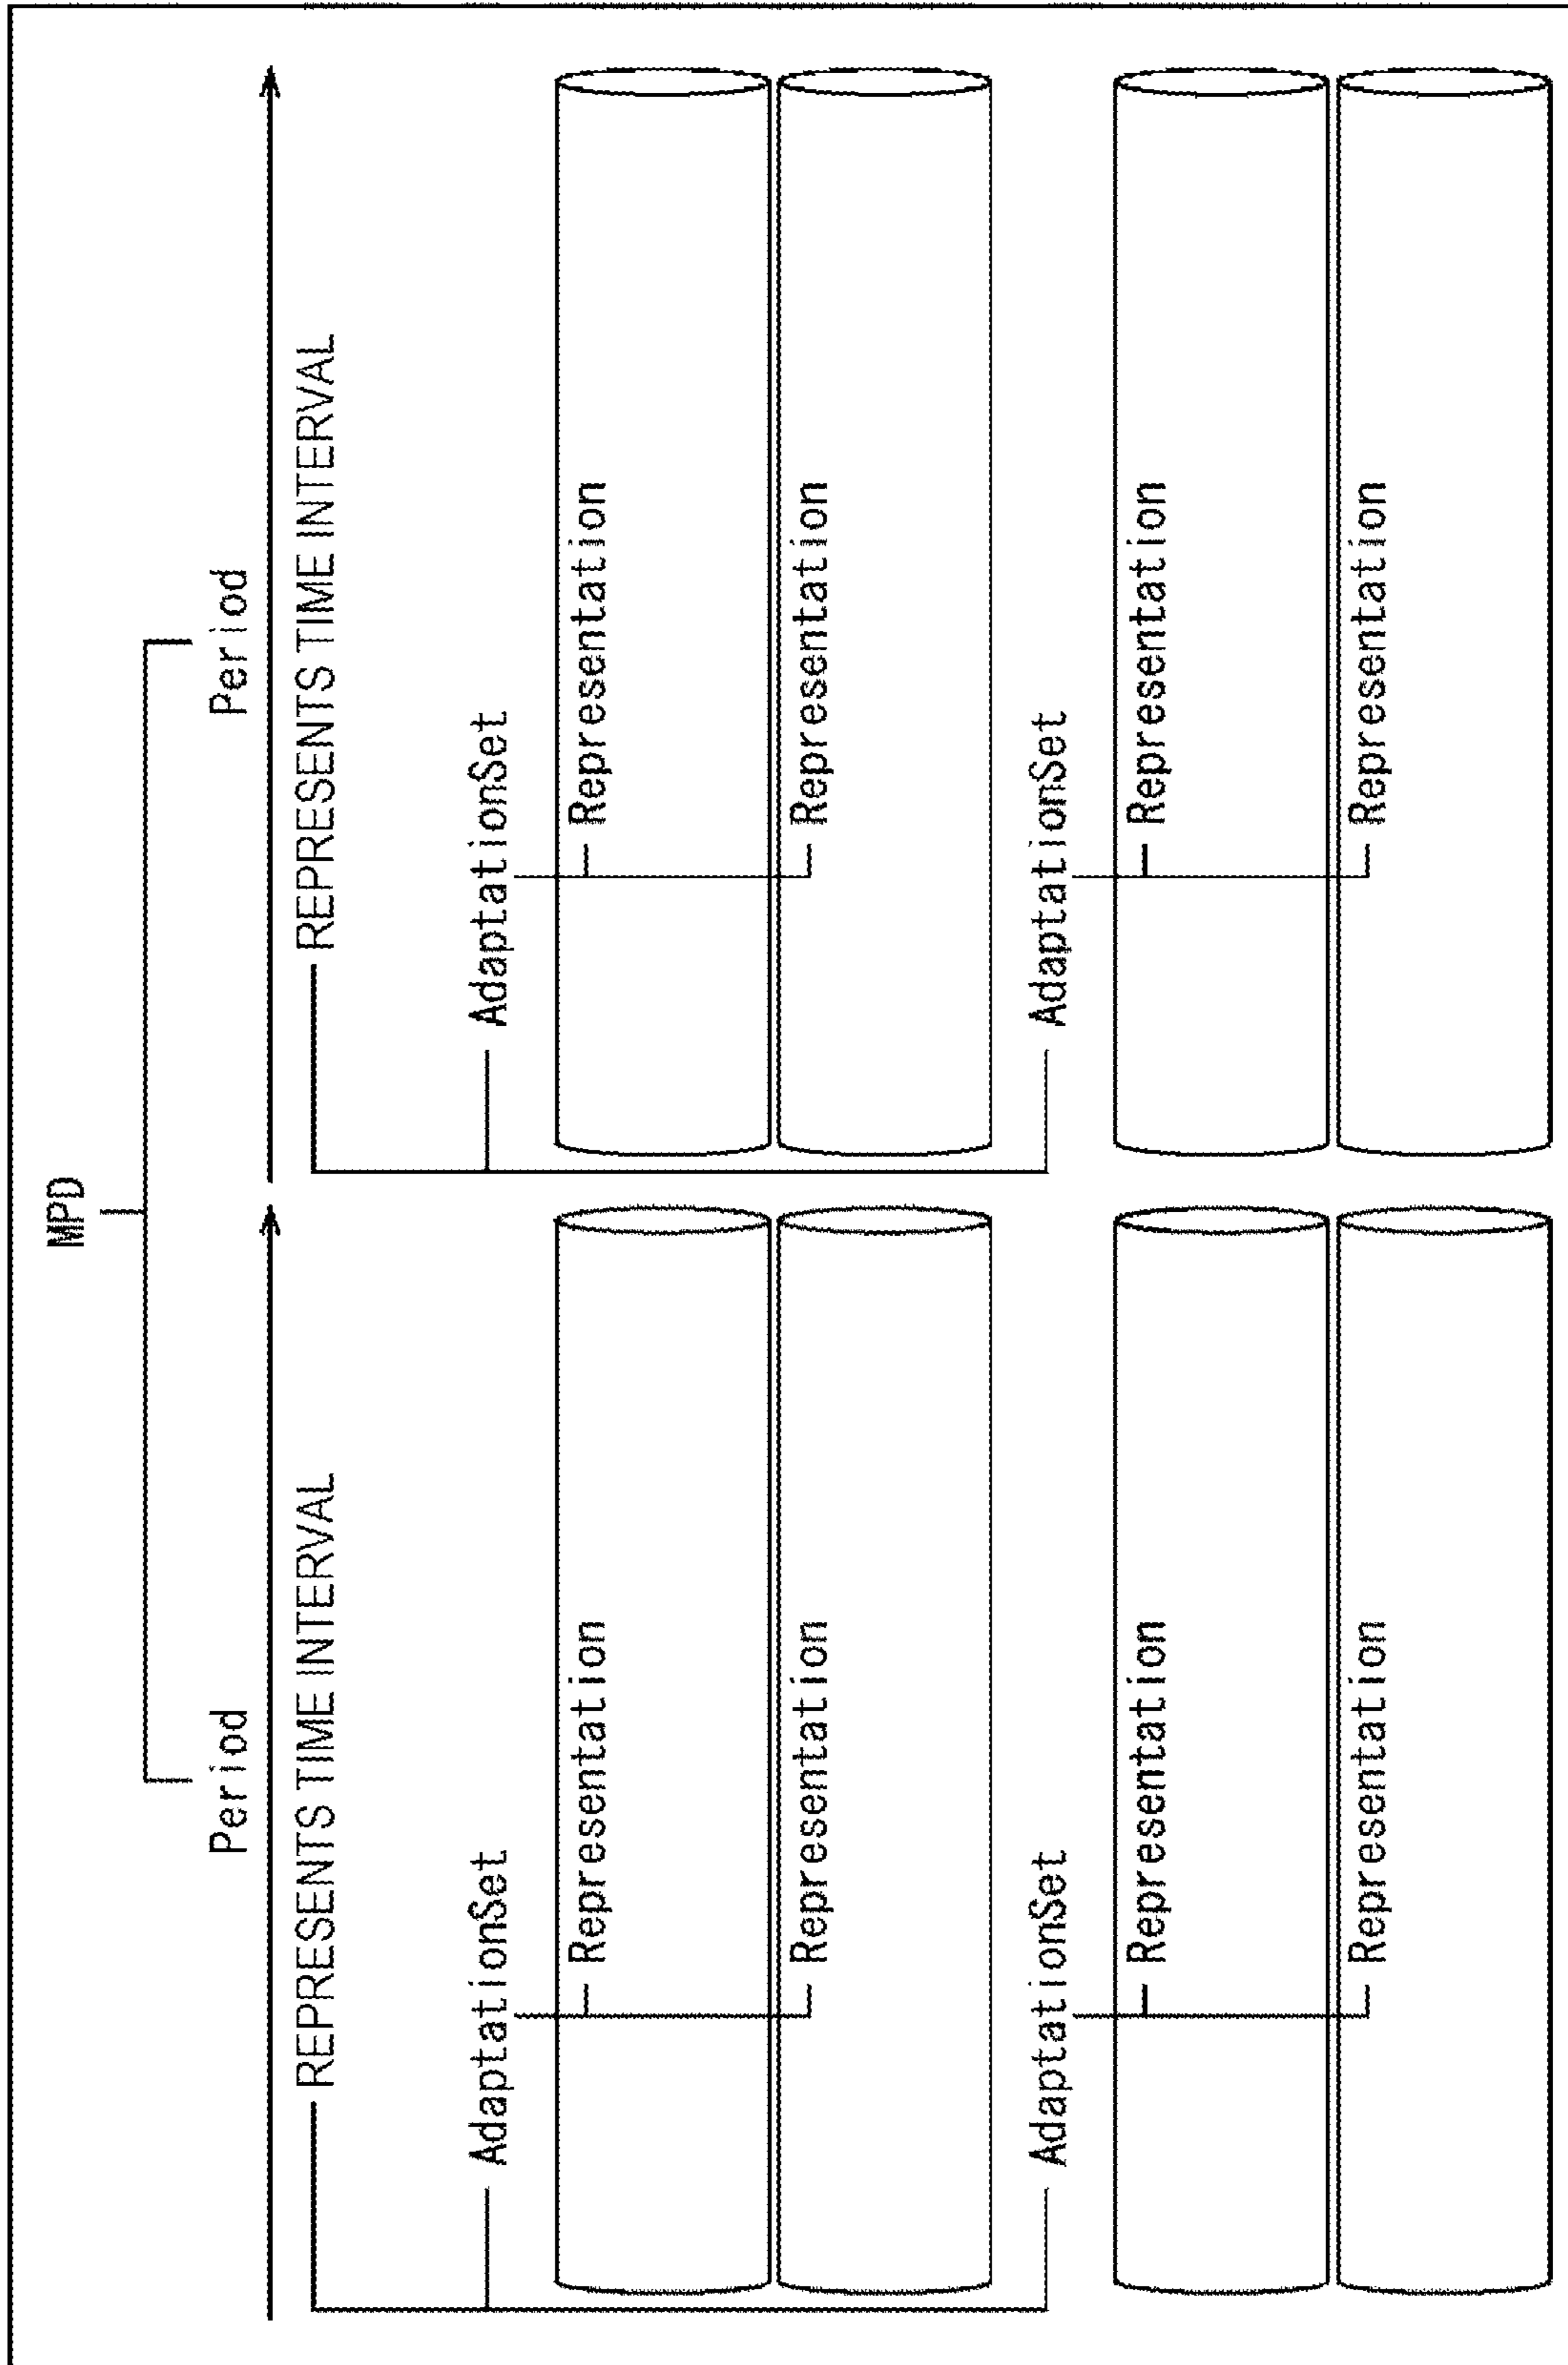 MPD
Period
REPRESENTS TIME INTERVAL
AdaptationSet
Representation
Representation
AdaptationSet
Representation
Representation
Period
REPRESENTS TIME INTERVAL
AdaptationSet
Representation
Representation
AdaptationSet
Representation
Representation